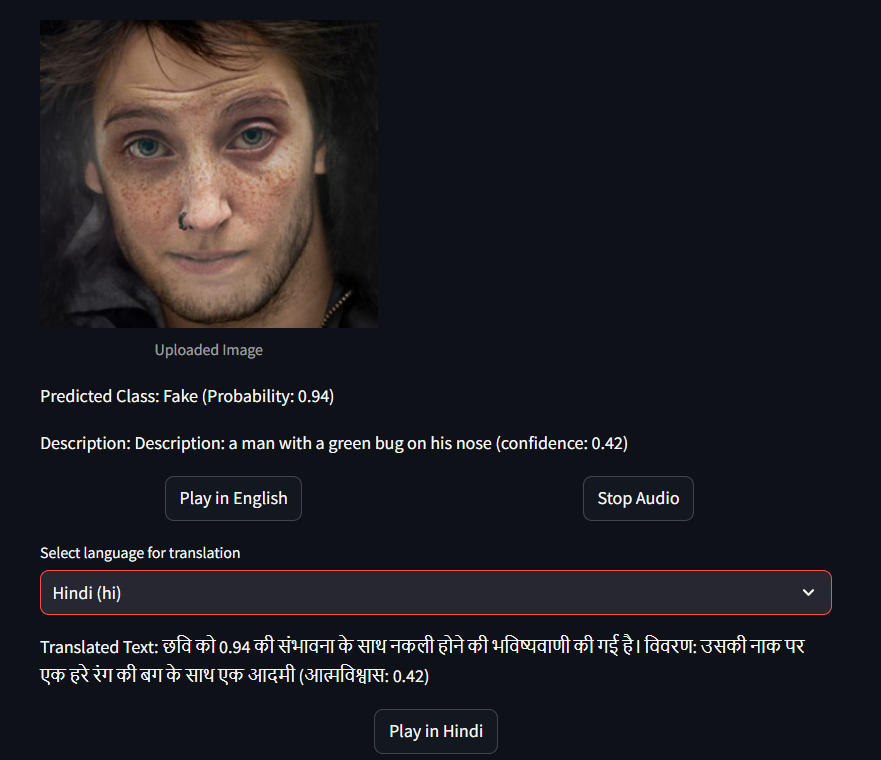 Uploaded Image
Predicted Class: Fake (Probability: 0.94)
Description: Description: a man with a green bug on his nose (confidence: 0.42)
Play in English
Stop Audio
Select language for translation
Hindi (hi)
Translated Text: छवि को 0.94 की संभावना के साथ नकली होने की भविष्यवाणी की गई है। विवरण: उसकी नाक पर
एक हरे रंग की बग के साथ एक आदमी (आत्मविश्वास: 0.42)
Play in Hindi